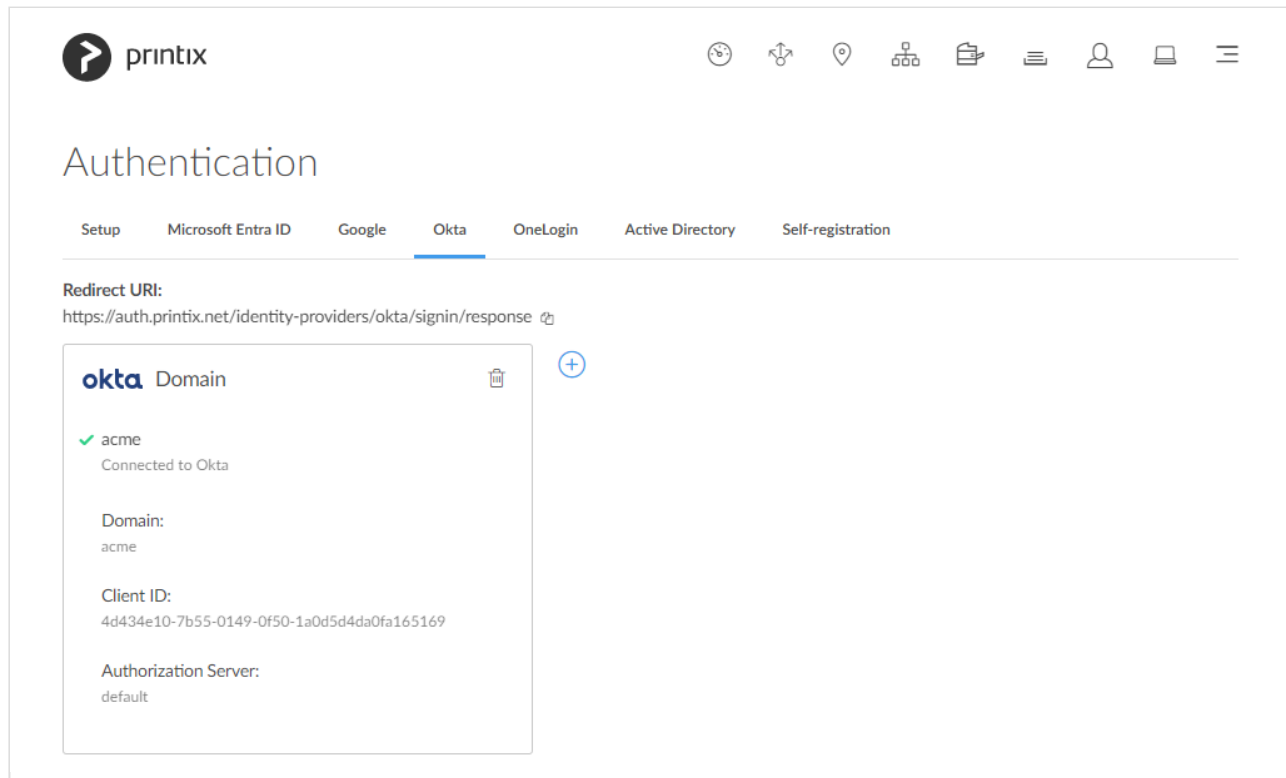 printix
Authentication
Setup Microsoft Entra ID Google Okta OneLogin Active Directory Self-registration
Redirect URI:
https://auth.printix.net/identity-providers/okta/signin/response
okta Domain
acme
Connected to Okta
Domain:
acme
Client ID:
4d434e10-7b55-0149-0f50-1a0d5d4da0fa165169
Authorization Server:
default